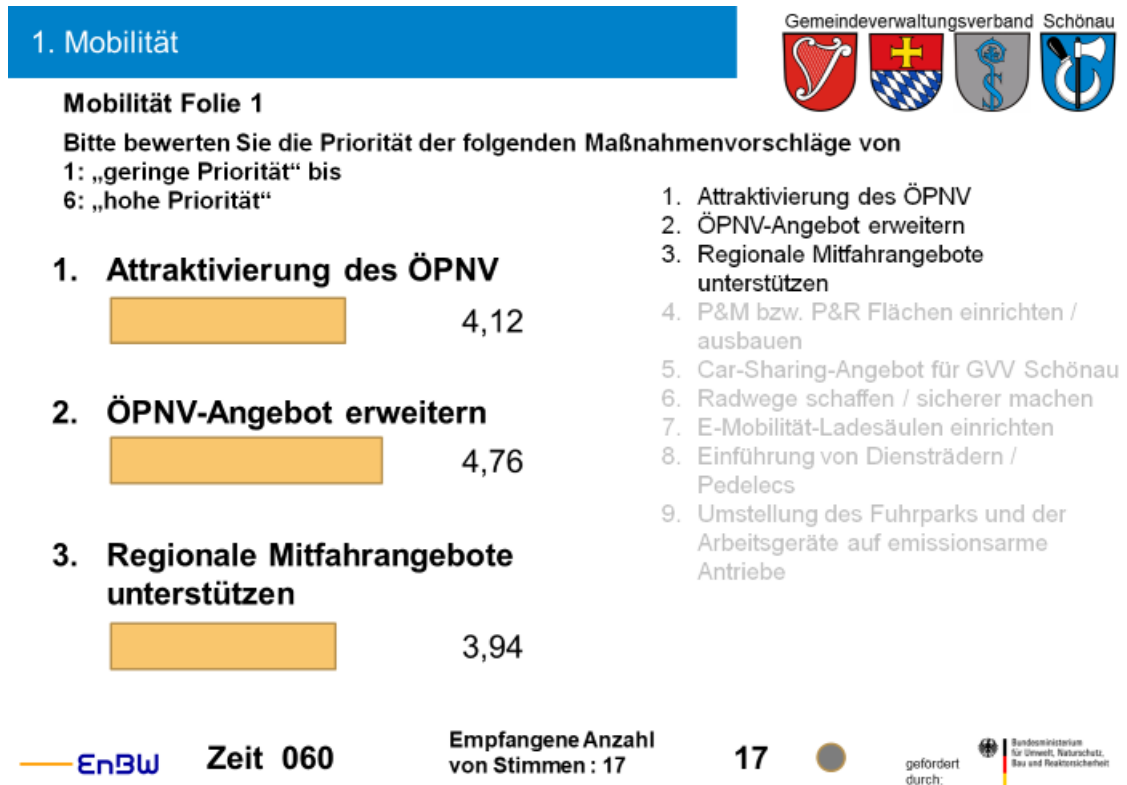 1. Mobilität
Gemeindeverwaltungsverband Schönau
Mobilität Folie 1
Bitte bewerten Sie die Priorität der folgenden Maßnahmenvorschläge von
1: „geringe Priorität“ bis
6: „hohe Priorität“
1. Attraktivierung des ÖPNV
4,12
2. ÖPNV-Angebot erweitern
4,76
3. Regionale Mitfahrangebote
unterstützen
3,94
1. Attraktivierung des ÖPNV
2. ÖPNV-Angebot erweitern
3. Regionale Mitfahrangebote
unterstützen
4. P&M bzw. P&R Flächen einrichten /
ausbauen
5. Car-Sharing-Angebot für GVV Schönau
6. Radwege schaffen / sicherer machen
7. E-Mobilität-Ladesäulen einrichten
8. Einführung von Diensträdern /
Pedelecs
9. Umstellung des Fuhrparks und der
Arbeitsgeräte auf emissionsarme
Antriebe
EnBW
Zeit 060
Empfangene Anzahl
von Stimmen : 17
17
gefördert
durch:
Bundesministerium
für Umwelt, Naturschutz,
Bau und Reaktorsicherheit